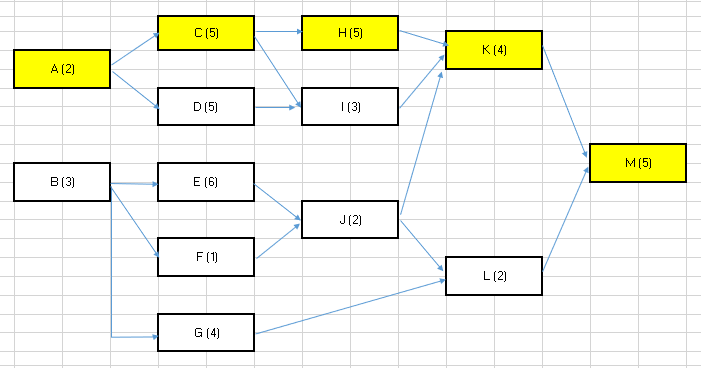 C (5)
H (5)
K (4)
A (2)
D (5)
I (3)
M (5)
B (3)
E (6)
J (2)
F (1)
L (2)
G (4)